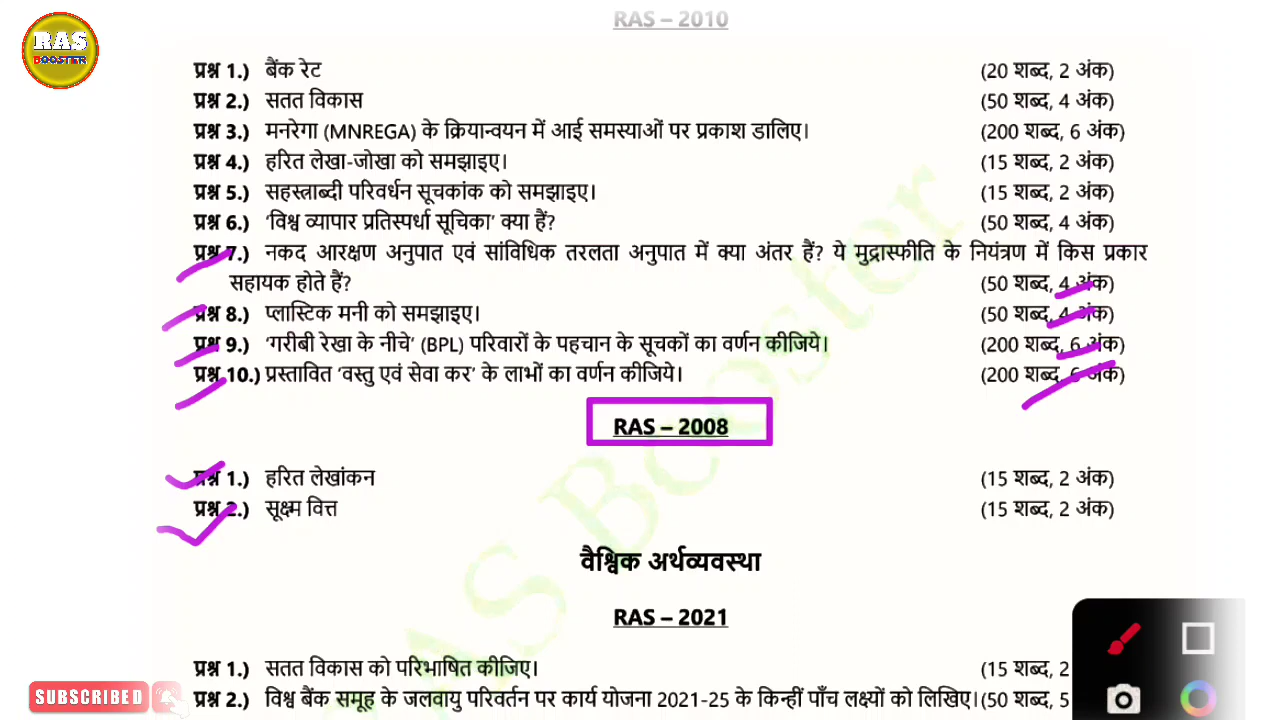 RAS – 2010
RAS
BOOSTER
प्रश्न 1.) बैंक रेट (20 शब्द, 2 अंक)
प्रश्न 2.) सतत विकास (50 शब्द, 4 अंक)
प्रश्न 3.) मनरेगा (MNREGA) के क्रियान्वयन में आई समस्याओं पर प्रकाश डालिए। (200 शब्द, 6 अंक)
प्रश्न 4.) हरित लेखा-जोखा को समझाइए। (15 शब्द, 2 अंक)
प्रश्न 5.) सहस्त्राब्दी परिवर्धन सूचकांक को समझाइए। (15 शब्द, 2 अंक)
प्रश्न 6.) ‘विश्व व्यापार प्रतिस्पर्धा सूचिका’ क्या हैं? (50 शब्द, 4 अंक)
प्रश्न 7.) नकद आरक्षण अनुपात एवं सांविधिक तरलता अनुपात में क्या अंतर हैं? ये मुद्रास्फीति के नियंत्रण में किस प्रकार
सहायक होते हैं? (50 शब्द, 4 अंक)
प्रश्न 8.) प्लास्टिक मनी को समझाइए। (50 शब्द, 4 अंक)
प्रश्न 9.) ‘गरीबी रेखा के नीचे’ (BPL) परिवारों के पहचान के सूचकों का वर्णन कीजिये। (200 शब्द, 6 अंक)
प्रश्न 10.) प्रस्तावित ‘वस्तु एवं सेवा कर’ के लाभों का वर्णन कीजिये। (200 शब्द, 6 अंक)
RAS – 2008
प्रश्न 1.) हरित लेखांकन (15 शब्द, 2 अंक)
प्रश्न 2.) सूक्ष्म वित्त (15 शब्द, 2 अंक)
वैश्विक अर्थव्यवस्था
RAS – 2021
प्रश्न 1.) सतत विकास को परिभाषित कीजिए। (15 शब्द, 2
प्रश्न 2.) विश्व बैंक समूह के जलवायु परिवर्तन पर कार्य योजना 2021-25 के किन्हीं पाँच लक्ष्यों को लिखिए। (50 शब्द, 5
RAS Booster
SUBSCRIBED